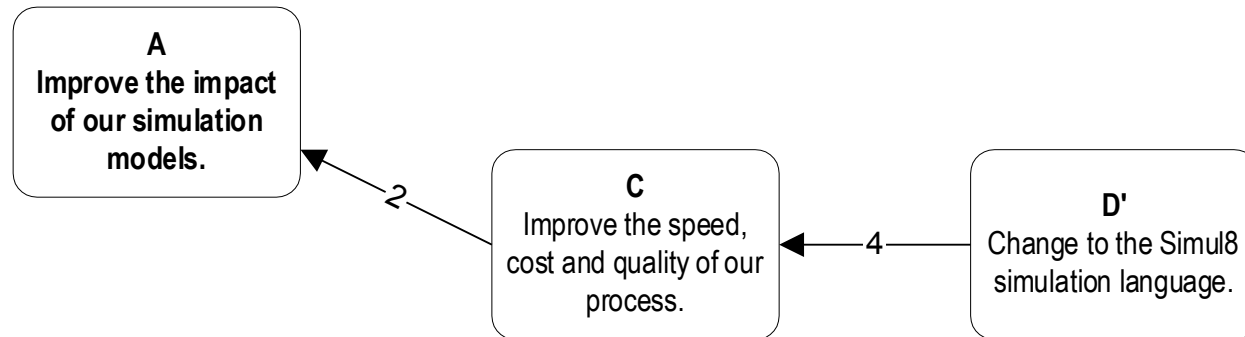 A
Improve the impact
of our simulation
models.
2
C
Improve the speed,
cost and quality of our
process.
4
D'
Change to the Simul8
simulation language.